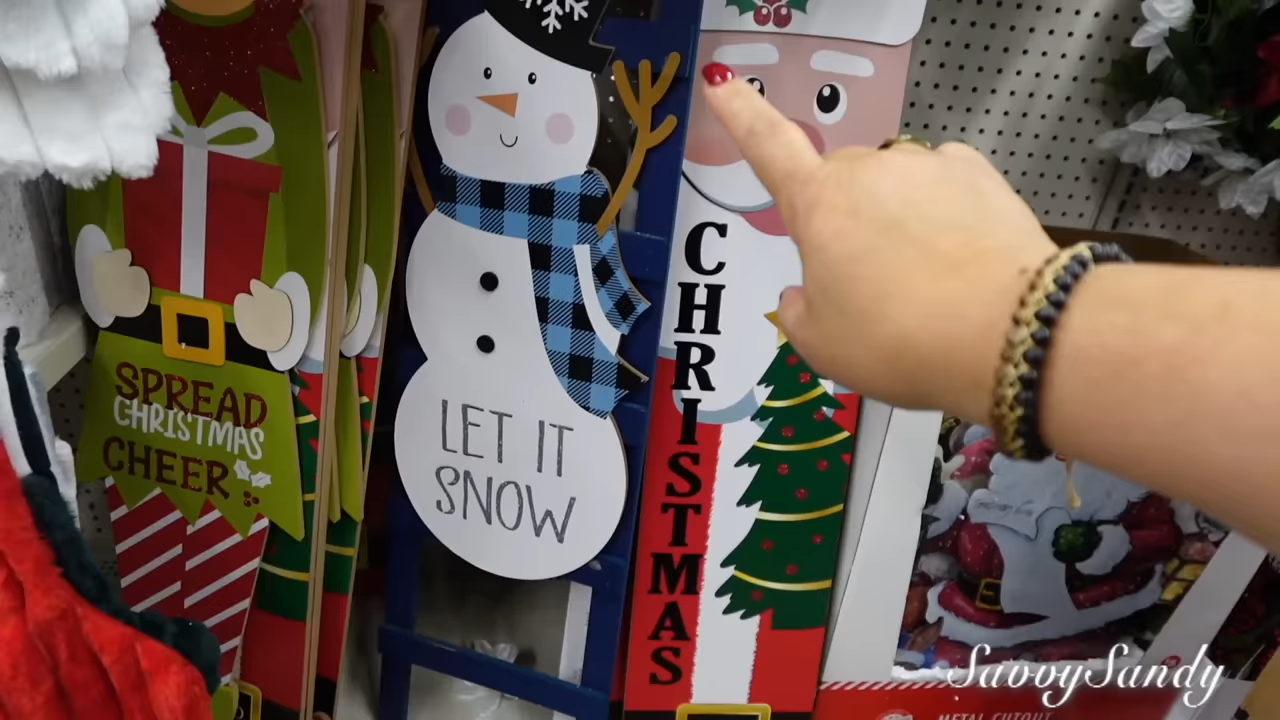 SPREAD
CHRISTMAS
CHEER
LET IT
SNOW
CHRISTMAS
SavvySandy
METAL CUTOUT